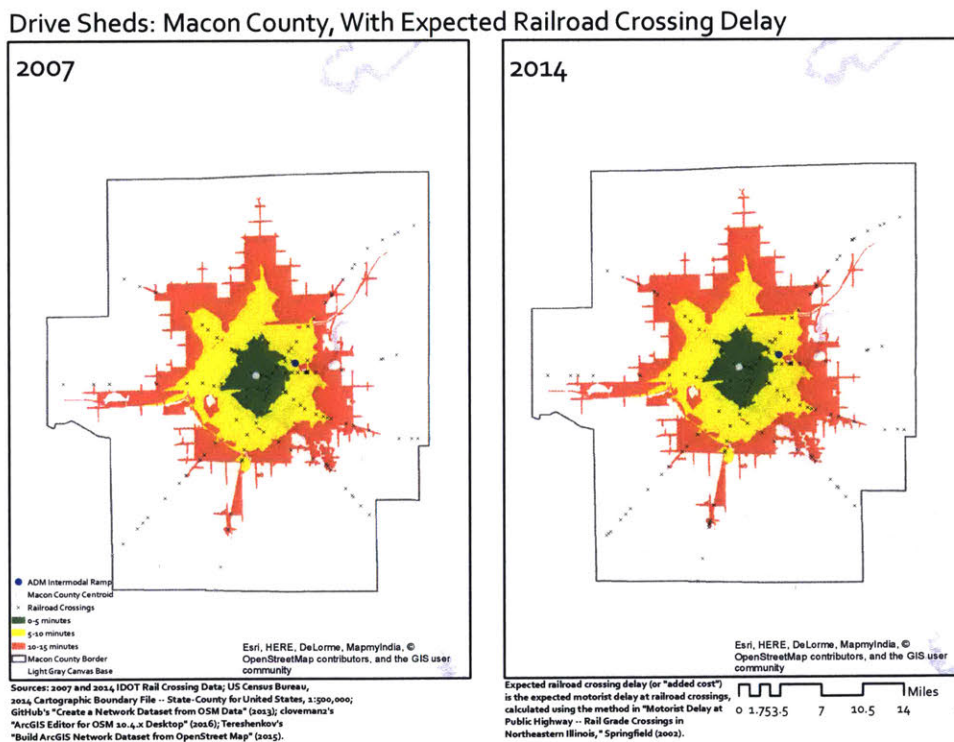 Drive Sheds: Macon County, With Expected Railroad Crossing Delay
2007
2014
ADM Intermodal Ramp
Macon County Centroid
Railroad Crossings
0-5 minutes
5-10 minutes
10-15 minutes
Macon County Border
Light Gray Canvas Base
Esri, HERE, DeLorme, MapmyIndia, ©
OpenStreetMap contributors, and the GIS user
community
Esri, HERE, DeLorme, MapmyIndia, ©
OpenStreetMap contributors, and the GIS user
community
Sources: 2007 and 2014 IDOT Rail Crossing Data; US Census Bureau,
2014 Cartographic Boundary File -- State-County for United States, 1:500,000;
GitHub's "Create a Network Dataset from OSM Data" (2013); clovemanz's
"ArcGIS Editor for OSM 10.4.x Desktop" (2016); Tereshenkov's
"Build ArcGIS Network Dataset from OpenStreet Map" (2015).
Expected railroad crossing delay (or "added cost")
is the expected motorist delay at railroad crossings,
calculated using the method in "Motorist Delay at
Public Highway -- Rail Grade Crossings in
Northeastern Illinois," Springfield (2002).
Miles
0 1.75 3.5 7 10.5 14